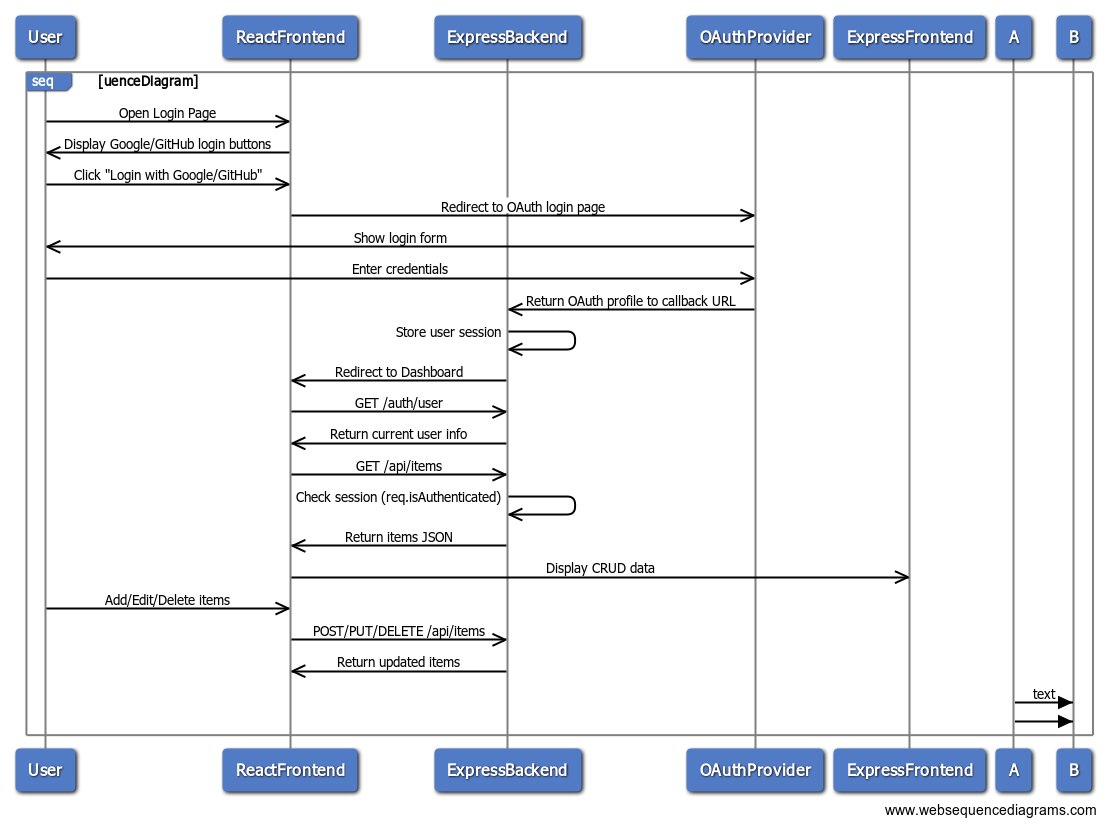 User ReactFrontend ExpressBackend OAuthProvider ExpressFrontend A B
seq [uenceDIagram]
Open Login Page
Display Google/GitHub login buttons
Click "Login with Google/GitHub"
Redirect to OAuth login page
Show login form
Enter credentials
Return OAuth profile to callback URL
Store user session
Redirect to Dashboard
GET /auth/user
Return current user info
GET /api/items
Check session (req.isAuthenticated)
Return items JSON
Display CRUD data
Add/Edit/Delete items
POST/PUT/DELETE /api/items
Return updated items
text
User ReactFrontend ExpressBackend OAuthProvider ExpressFrontend A B
www.websequencediagrams.com